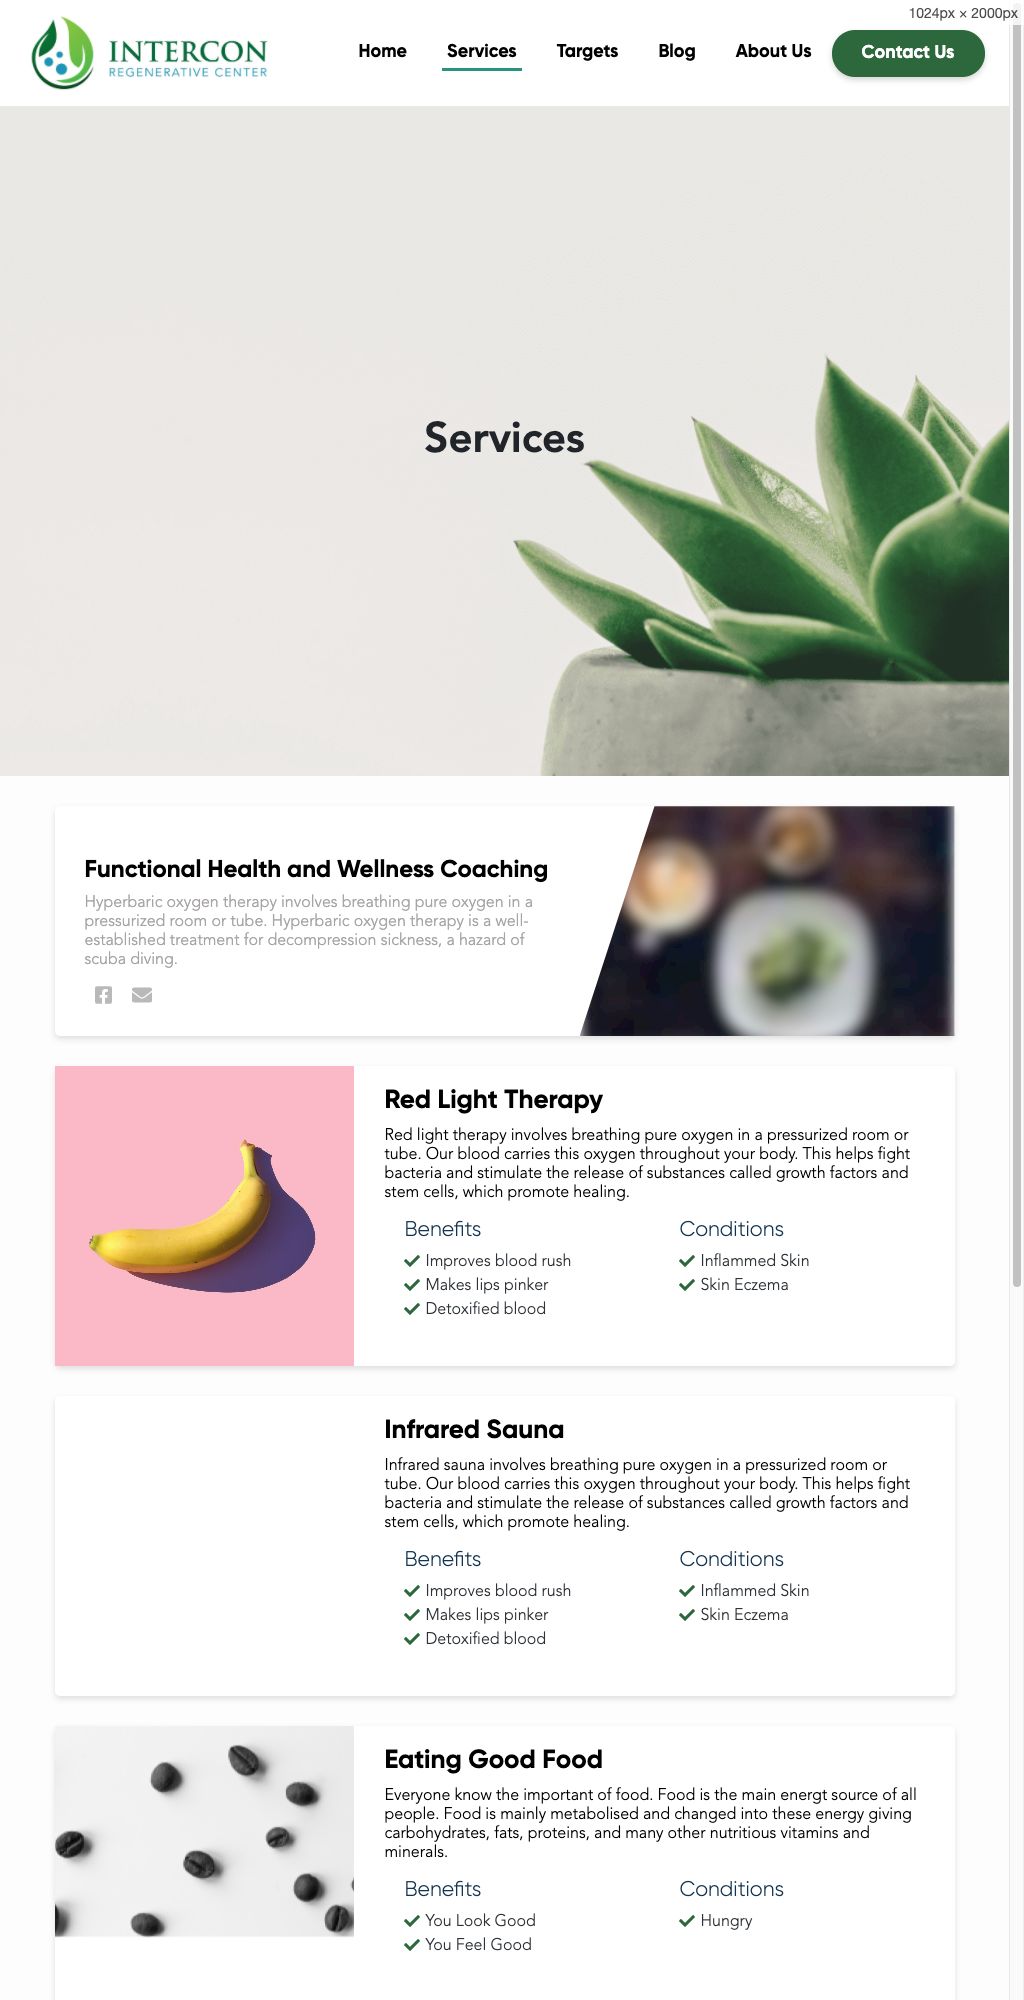 1024px × 2000px
INTERCON
REGENERATIVE CENTER
Home Services Targets Blog About Us Contact Us
Services
Functional Health and Wellness Coaching
Hyperbaric oxygen therapy involves breathing pure oxygen in a
pressurized room or tube. Hyperbaric oxygen therapy is a well-
established treatment for decompression sickness, a hazard of
scuba diving.
Red Light Therapy
Red light therapy involves breathing pure oxygen in a pressurized room or
tube. Our blood carries this oxygen throughout your body. This helps fight
bacteria and stimulate the release of substances called growth factors and
stem cells, which promote healing.
Benefits
Improves blood rush
Makes lips pinker
Detoxified blood
Conditions
Inflammed Skin
Skin Eczema
Infrared Sauna
Infrared sauna involves breathing pure oxygen in a pressurized room or
tube. Our blood carries this oxygen throughout your body. This helps fight
bacteria and stimulate the release of substances called growth factors and
stem cells, which promote healing.
Benefits
Improves blood rush
Makes lips pinker
Detoxified blood
Conditions
Inflammed Skin
Skin Eczema
Eating Good Food
Everyone know the important of food. Food is the main energt source of all
people. Food is mainly metabolised and changed into these energy giving
carbohydrates, fats, proteins, and many other nutritious vitamins and
minerals.
Benefits
You Look Good
You Feel Good
Conditions
Hungry